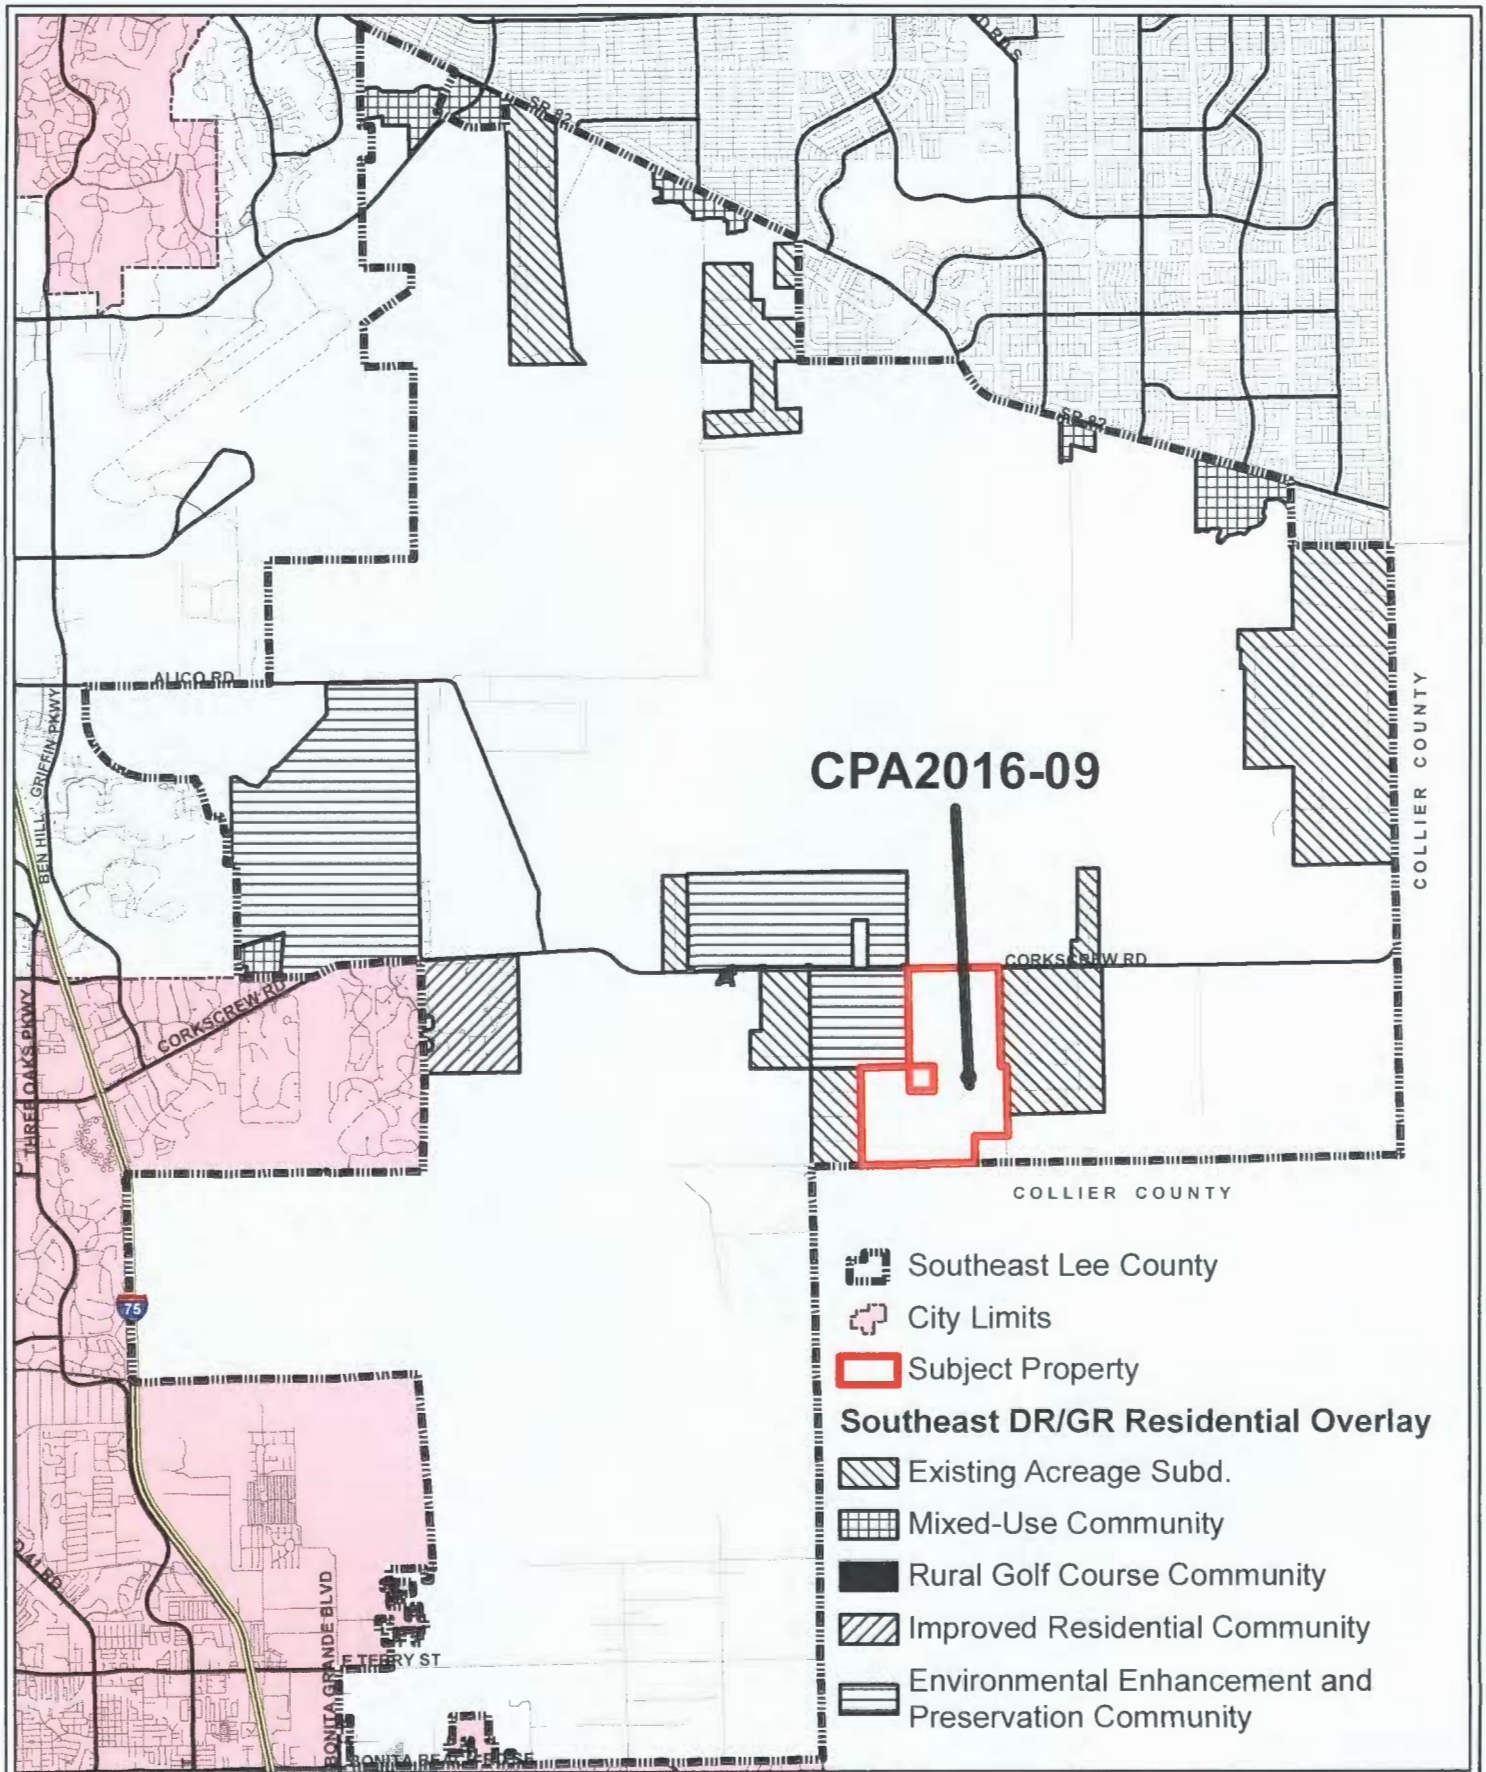 SR 82
SR 82
ALICO RD
BEN HILL GRIFFIN PKWY
COLLIER COUNTY
CPA2016-09
CORKSCREW RD
CORKSCREW RD
THREE OAKS PKWY
COLLIER COUNTY
75
Southeast Lee County
City Limits
Subject Property
Southeast DR/GR Residential Overlay
Existing Acreage Subd.
Mixed-Use Community
Rural Golf Course Community
Improved Residential Community
Environmental Enhancement and
Preservation Community
BONITA GRANDE BLVD
E TERRY ST